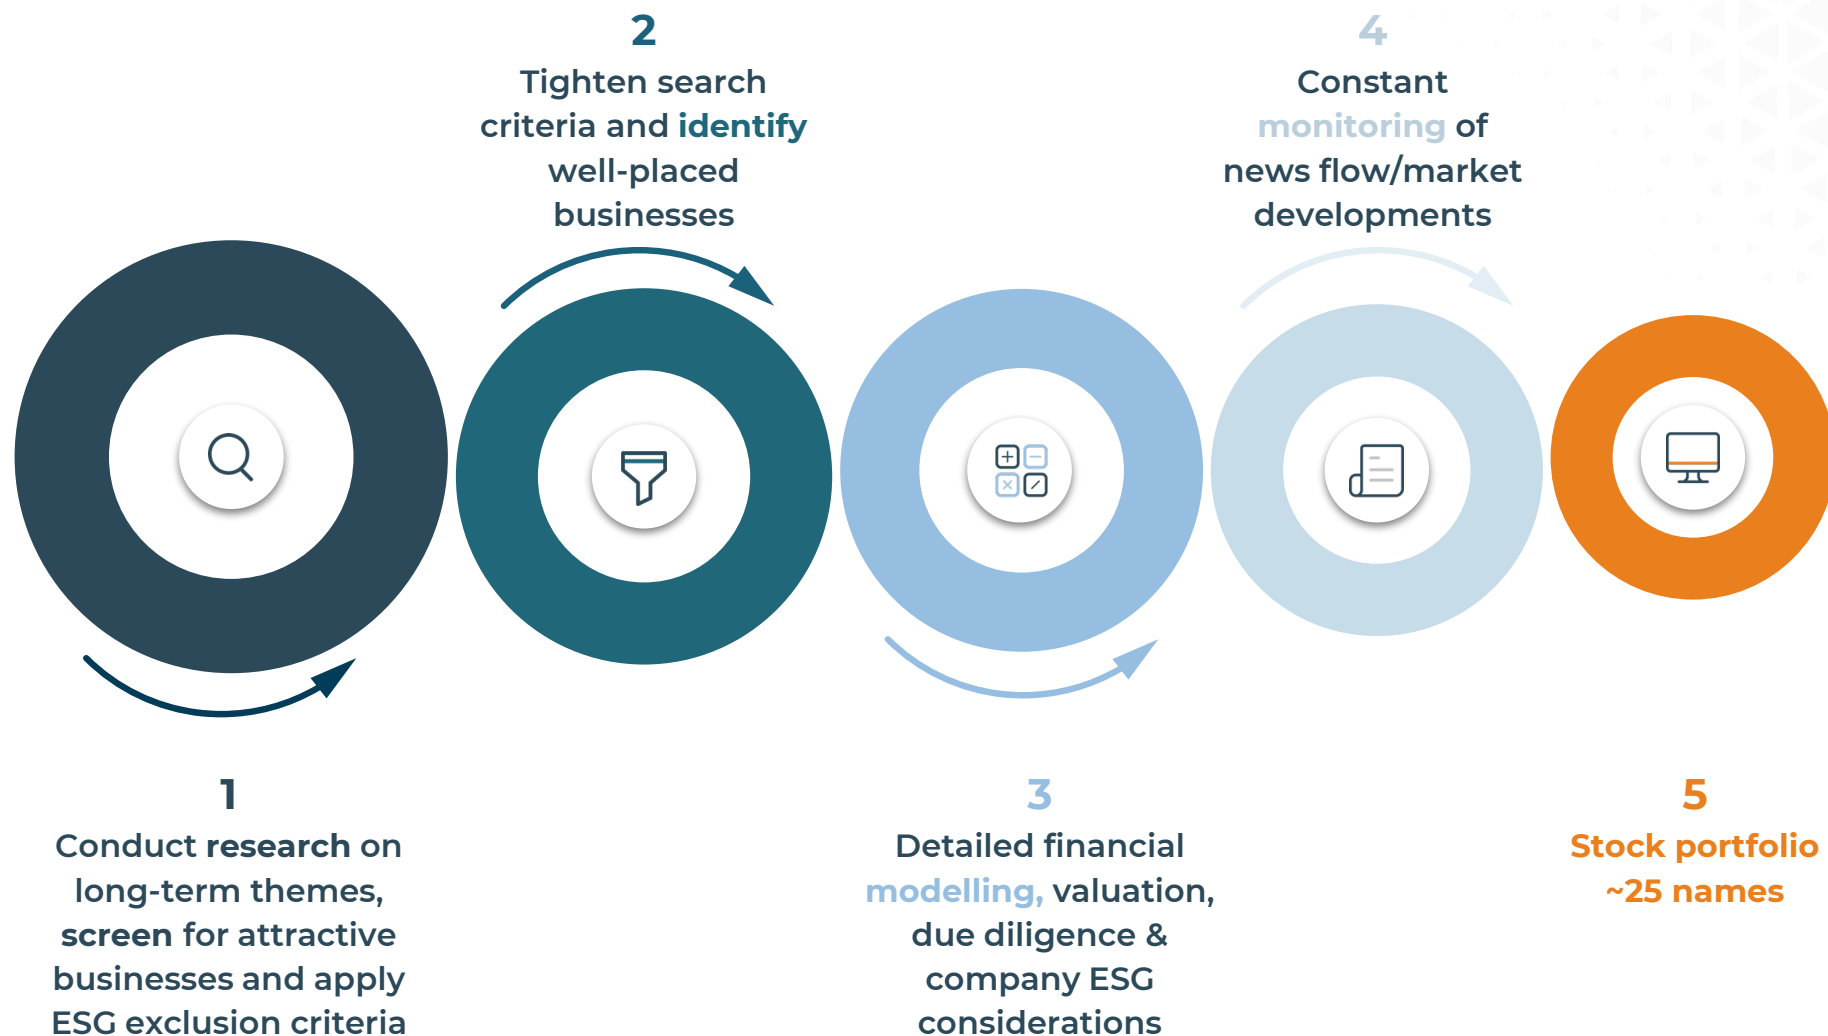 1
Conduct research on
long-term themes,
screen for attractive
businesses and apply
ESG exclusion criteria
2
Tighten search
criteria and identify
well-placed
businesses
3
Detailed financial
modelling, valuation,
due diligence &
company ESG
considerations
4
Constant
monitoring of
news flow/market
developments
5
Stock portfolio
~25 names